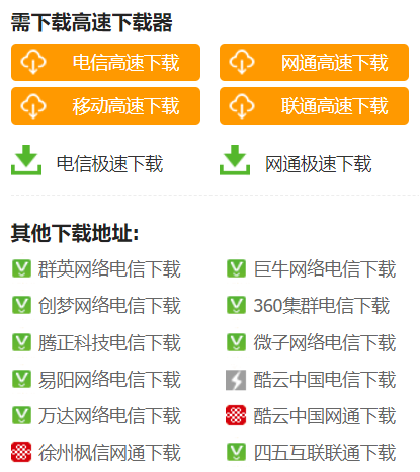 需下载高速下载器
电信高速下载 网通高速下载
移动高速下载 联通高速下载
电信极速下载 网通极速下载
其他下载地址:
群英网络电信下载 巨牛网络电信下载
创梦网络电信下载 360集群电信下载
腾正科技电信下载 微子网络电信下载
易阳网络电信下载 酷云中国电信下载
万达网络电信下载 酷云中国网通下载
徐州枫信网通下载 四五互联联通下载